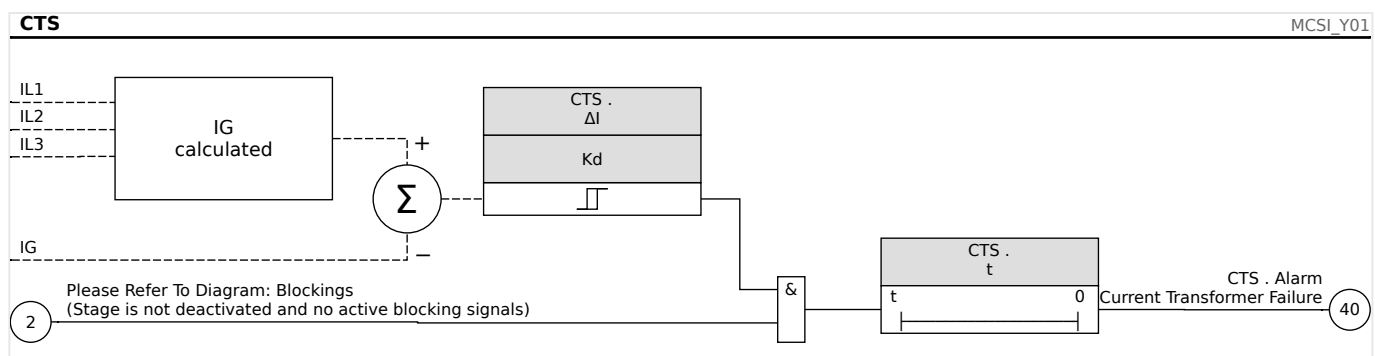 CTS
MCSI_Y01
IL1
IL2
IL3
IG
calculated
+
Σ
−
CTS .
ΔI
Kd
IG
Please Refer To Diagram: Blockings
(Stage is not deactivated and no active blocking signals)
2
&
CTS .
t
t 0
CTS . Alarm
Current Transformer Failure
40